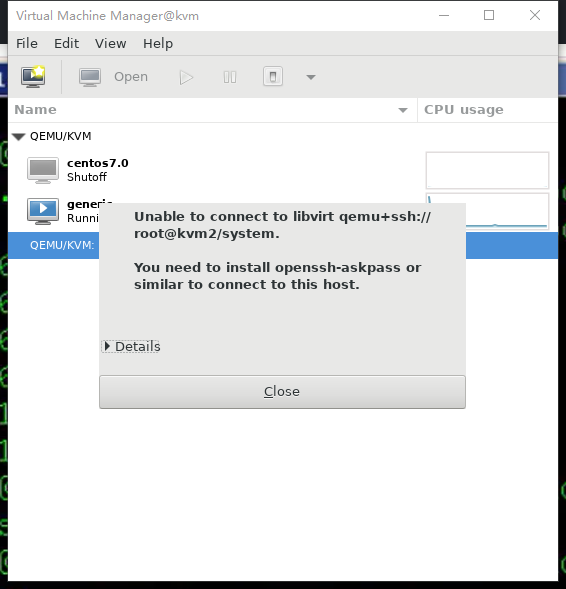 Virtual Machine Manager@kvm
File Edit View Help
Open
Name CPU usage
QEMU/KVM
centos7.0
Shutoff
generic
Runni
QEMU/KVM:
Unable to connect to libvirt qemu+ssh://
root@kvm2/system.
You need to install openssh-askpass or
similar to connect to this host.
Details
Close